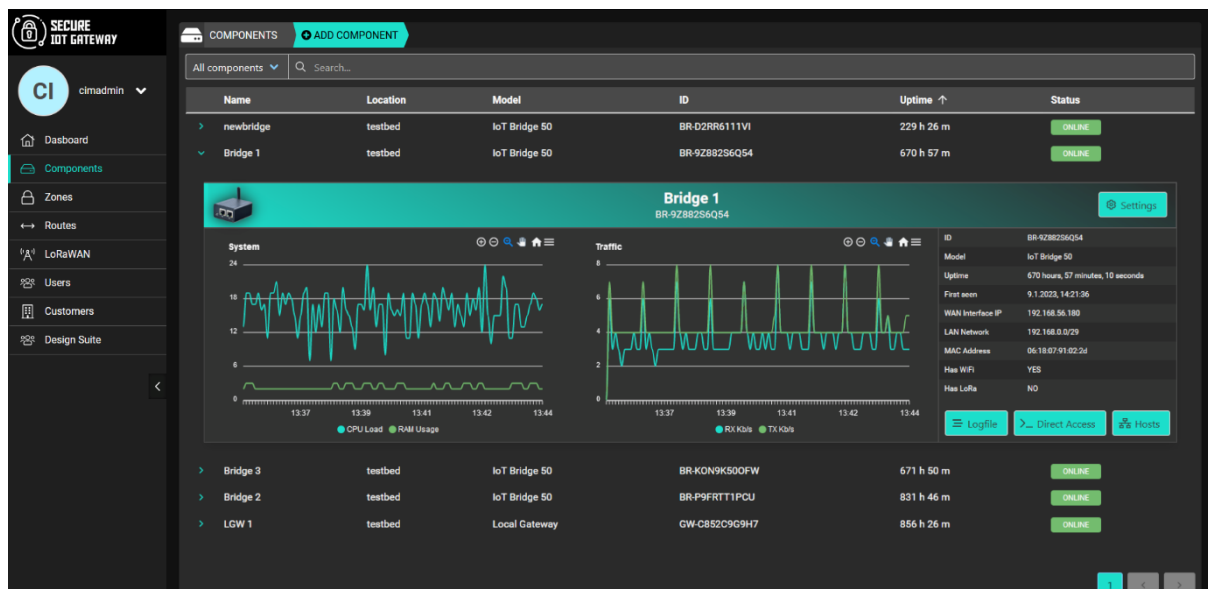 SECURE
IOT GATEWAY
CI
cimadmin
Dasboard
Components
Zones
Routes
LoRaWAN
Users
Customers
Design Suite
COMPONENTS
ADD COMPONENT
All components
Search...
Name Location Model ID Uptime Status
newbridge testbed IoT Bridge 50 BR-D2RR6111VI 229 h 26 m ONLINE
Bridge 1 testbed IoT Bridge 50 BR-9Z882S6Q54 670 h 57 m ONLINE
Bridge 1
BR-9Z882S6Q54
Settings
System
24
18
12
6
0
13:37 13:39 13:41 13:42 13:44
CPU Load RAM Usage
Traffic
8
6
4
2
0
13:37 13:39 13:41 13:42 13:44
RX Kb/s TX Kb/s
ID BR-9Z882S6Q54
Model IoT Bridge 50
Uptime 670 hours, 57 minutes, 10 seconds
First seen 9.1.2023, 14:21:36
WAN Interface IP 192.168.56.180
LAN Network 192.168.0.0/29
MAC Address 06:18:07:91:02:2d
Has WiFi YES
Has LoRa NO
Logfile
Direct Access
Hosts
Bridge 3 testbed IoT Bridge 50 BR-KON9K50OFW 671 h 50 m ONLINE
Bridge 2 testbed IoT Bridge 50 BR-P9FRTT1PCU 831 h 46 m ONLINE
LGW 1 testbed Local Gateway GW-C852C9G9H7 856 h 26 m ONLINE
1